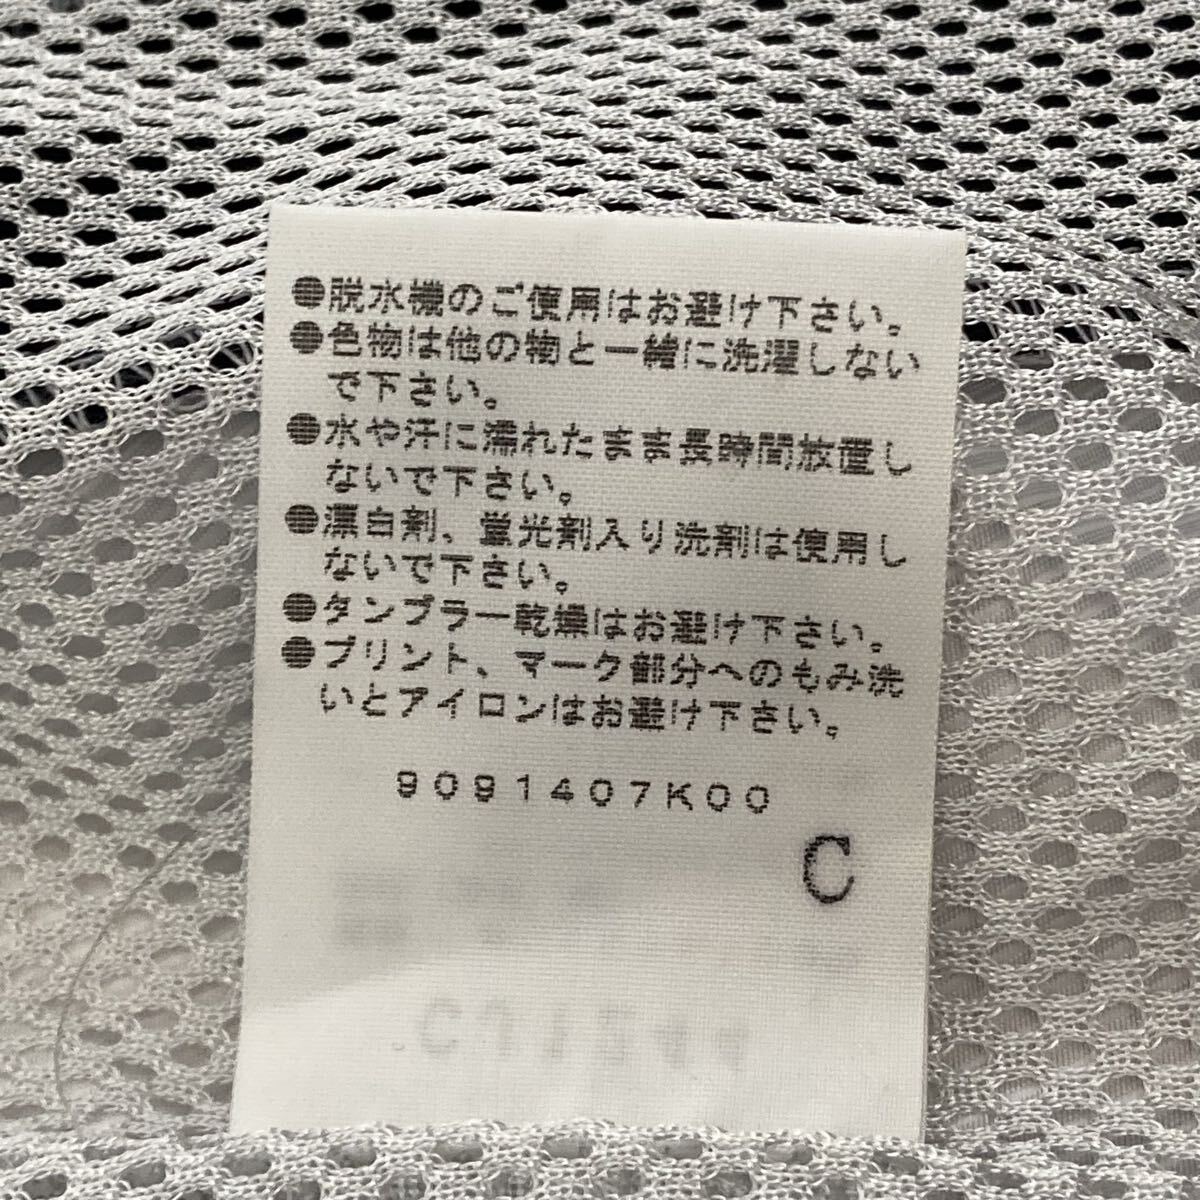 ●脱水機のご使用はお避け下さい。
●色物は他の物と一緒に洗濯しない
で下さい。
●水や汗に濡れたまま長時間放置し
ないで下さい。
●漂白剤、蛍光剤入り洗剤は使用し
ないで下さい。
●タンブラー乾燥はお避け下さい。
●プリント、マーク部分へのもみ洗
いとアイロンはお避け下さい。
9091407K00
C